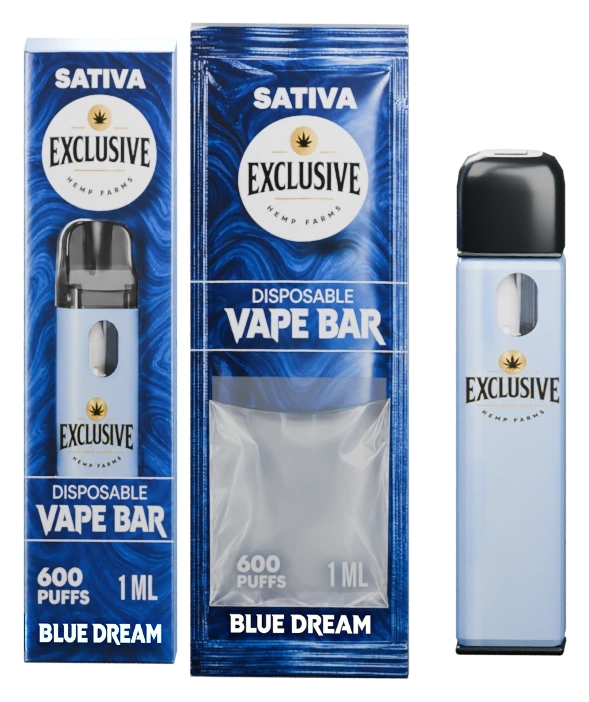 SATIVA
EXCLUSIVE
HEMP FARMS
EXCLUSIVE
HEMP FARMS
DISPOSABLE
VAPE BAR
600
PUFFS
1 ML
BLUE DREAM
SATIVA
EXCLUSIVE
HEMP FARMS
DISPOSABLE
VAPE BAR
600
PUFFS
1 ML
BLUE DREAM
EXCLUSIVE
HEMP FARMS